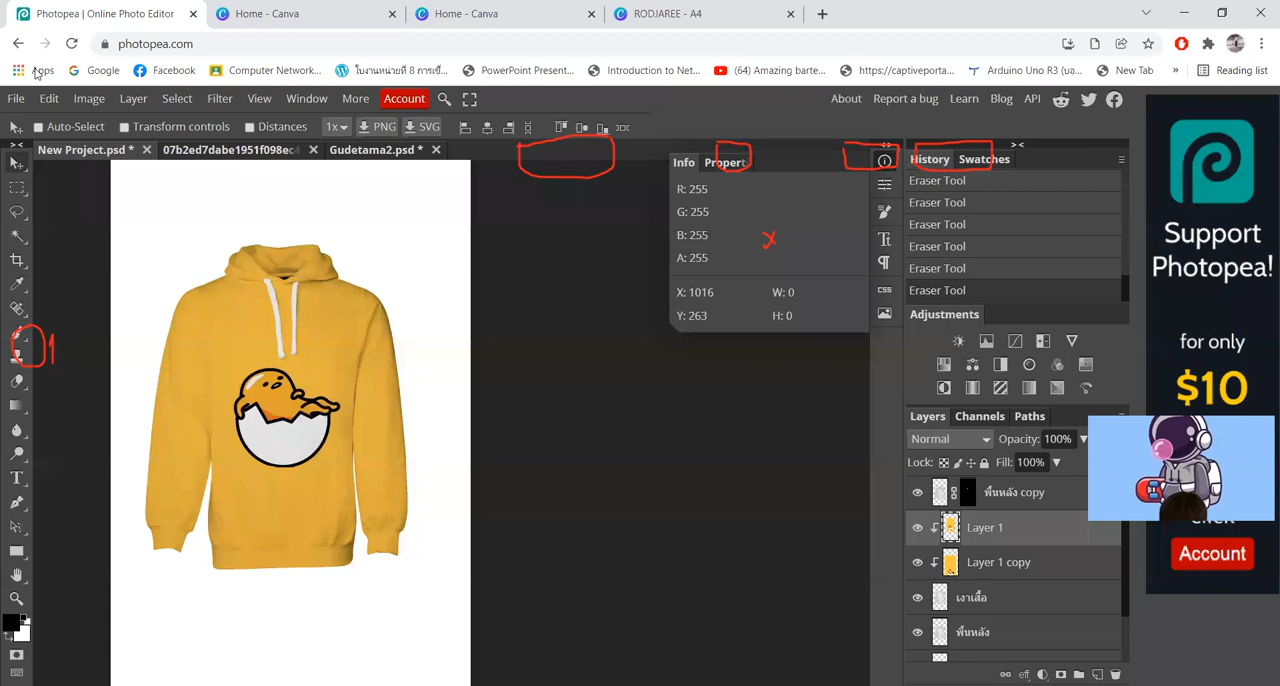 Photopea | Online Photo Editor
Home - Canva
Home - Canva
RODJAREE - A4
photopea.com
Apps
Google
Facebook
Computer Network...
ใบงานหน่วยที่ 8 การเขี...
PowerPoint Present...
Introduction to Net...
(64) Amazing barte...
https://captiveporta...
Arduino Uno R3 (บอ...
New Tab
»
Reading list
File Edit Image Layer Select Filter View Window More Account
About Report a bug Learn Blog API
Auto-Select Transform controls Distances 1x PNG SVG
New Project.psd *
07b2ed7dabe1951f098ec4
Gudetama2.psd *
Info Propert
R: 255
G: 255
B: 255
A: 255
X: 1016 W: 0
Y: 263 H: 0
x
1
CSS
History Swatches
Eraser Tool
Eraser Tool
Eraser Tool
Eraser Tool
Eraser Tool
Eraser Tool
Adjustments
Layers Channels Paths
Normal Opacity: 100%
Lock: Fill: 100%
พื้นหลัง copy
Layer 1
Layer 1 copy
เงาเสื้อ
พื้นหลัง
eff
Support
Photopea!
for only
$10
Account